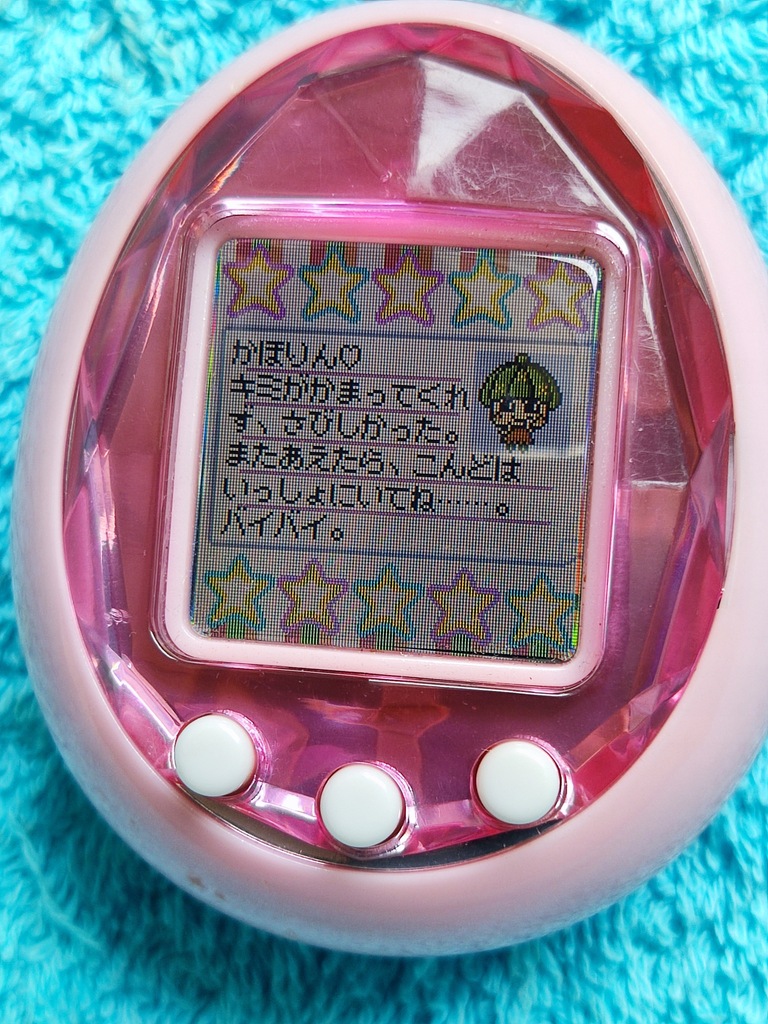 かほりん♡
キミがかまってくれ
ず、さびしかった。
またあえたら、こんどは
いっしょにいてね……。
バイバイ。